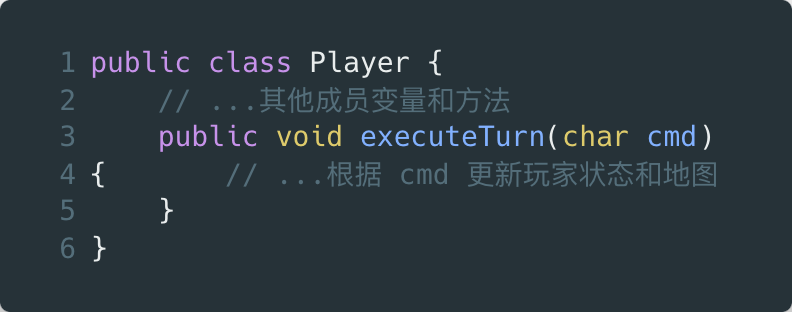 1 public class Player {
2     // ...其他成员变量和方法
3     public void executeTurn(char cmd)
4 {       // ...根据 cmd 更新玩家状态和地图
5     }
6 }